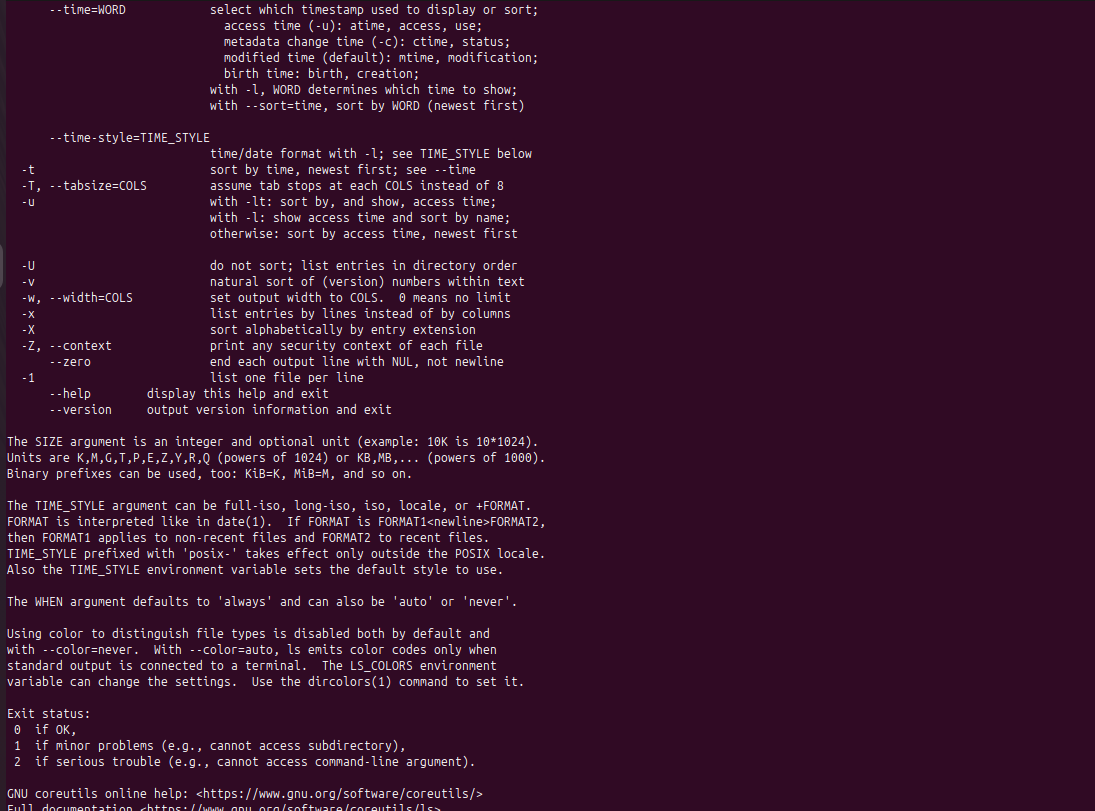 --time=WORD            select which timestamp used to display or sort;
                               access time (-u): atime, access, use;
                               metadata change time (-c): ctime, status;
                               modified time (default): mtime, modification;
                               birth time: birth, creation;
                             with -l, WORD determines which time to show;
                             with --sort=time, sort by WORD (newest first)

      --time-style=TIME_STYLE
                             time/date format with -l; see TIME_STYLE below
  -t                         sort by time, newest first; see --time
  -T, --tabsize=COLS         assume tab stops at each COLS instead of 8
  -u                         with -lt: sort by, and show, access time;
                             with -l: show access time and sort by name;
                             otherwise: sort by access time, newest first

  -U                         do not sort; list entries in directory order
  -v                         natural sort of (version) numbers within text
  -w, --width=COLS           set output width to COLS.  0 means no limit
  -x                         list entries by lines instead of by columns
  -X                         sort alphabetically by entry extension
  -Z, --context              print any security context of each file
      --zero                 end each output line with NUL, not newline
  -1                         list one file per line
      --help        display this help and exit
      --version     output version information and exit

The SIZE argument is an integer and optional unit (example: 10K is 10*1024).
Units are K,M,G,T,P,E,Z,Y,R,Q (powers of 1024) or KB,MB,... (powers of 1000).
Binary prefixes can be used, too: KiB=K, MiB=M, and so on.

The TIME_STYLE argument can be full-iso, long-iso, iso, locale, or +FORMAT.
FORMAT is interpreted like in date(1).  If FORMAT is FORMAT1<newline>FORMAT2,
then FORMAT1 applies to non-recent files and FORMAT2 to recent files.
TIME_STYLE prefixed with 'posix-' takes effect only outside the POSIX locale.
Also the TIME_STYLE environment variable sets the default style to use.

The WHEN argument defaults to 'always' and can also be 'auto' or 'never'.

Using color to distinguish file types is disabled both by default and
with --color=never.  With --color=auto, ls emits color codes only when
standard output is connected to a terminal.  The LS_COLORS environment
variable can change the settings.  Use the dircolors(1) command to set it.

Exit status:
 0  if OK,
 1  if minor problems (e.g., cannot access subdirectory),
 2  if serious trouble (e.g., cannot access command-line argument).

GNU coreutils online help: <https://www.gnu.org/software/coreutils/>
Full documentation <https://www.gnu.org/software/coreutils/ls>